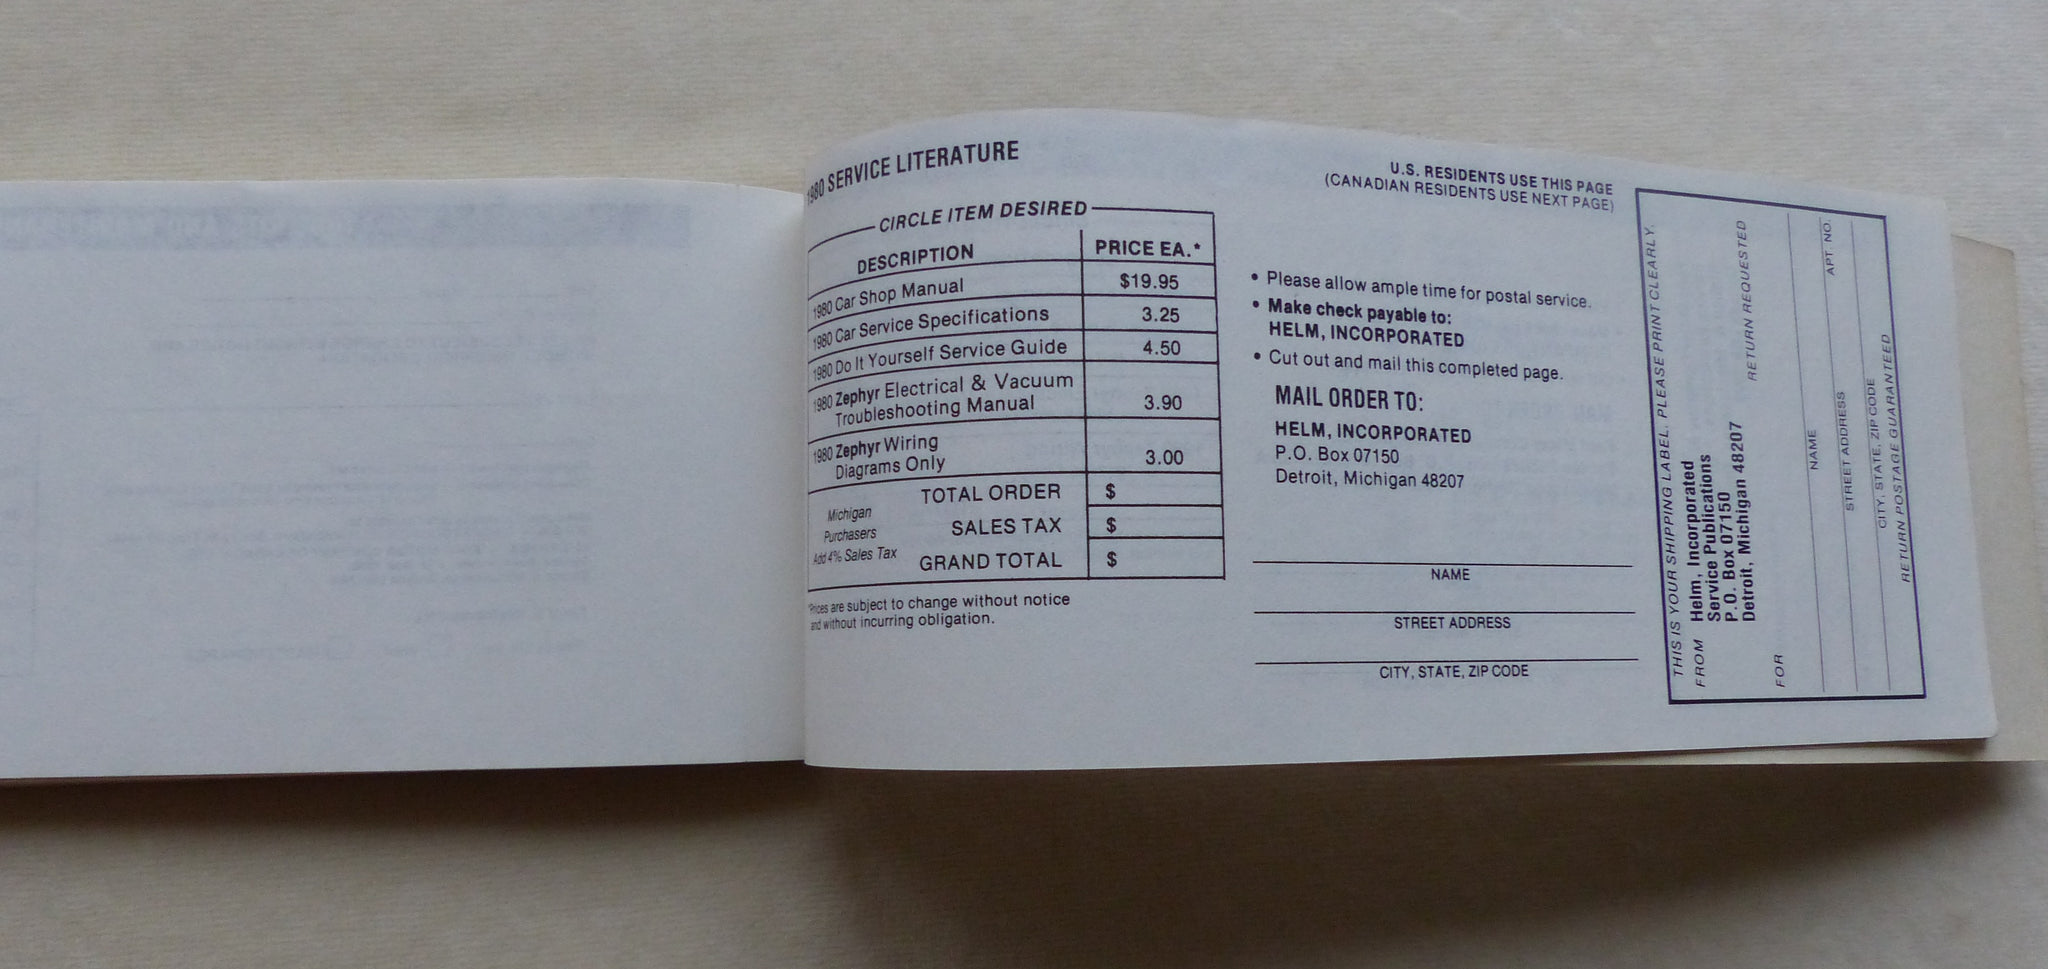 1980 SERVICE LITERATURE
CIRCLE ITEM DESIRED
DESCRIPTION PRICE EA.*
1980 Car Shop Manual $19.95
1980 Car Service Specifications 3.25
1980 Do It Yourself Service Guide 4.50
1980 Zephyr Electrical & Vacuum
Troubleshooting Manual 3.90
1980 Zephyr Wiring
Diagrams Only 3.00
Michigan
Purchasers
Add 4% Sales Tax
TOTAL ORDER $
SALES TAX $
GRAND TOTAL $
*Prices are subject to change without notice
and without incurring obligation.
U.S. RESIDENTS USE THIS PAGE
(CANADIAN RESIDENTS USE NEXT PAGE)
• Please allow ample time for postal service.
• Make check payable to:
HELM, INCORPORATED
• Cut out and mail this completed page.
MAIL ORDER TO:
HELM, INCORPORATED
P.O. Box 07150
Detroit, Michigan 48207
NAME
STREET ADDRESS
CITY, STATE, ZIP CODE
THIS IS YOUR SHIPPING LABEL. PLEASE PRINT CLEARLY.
FROM Helm, Incorporated
Service Publications
P.O. Box 07150
Detroit, Michigan 48207
RETURN REQUESTED
FOR
NAME
APT NO.
STREET ADDRESS
CITY, STATE, ZIP CODE
RETURN POSTAGE GUARANTEED